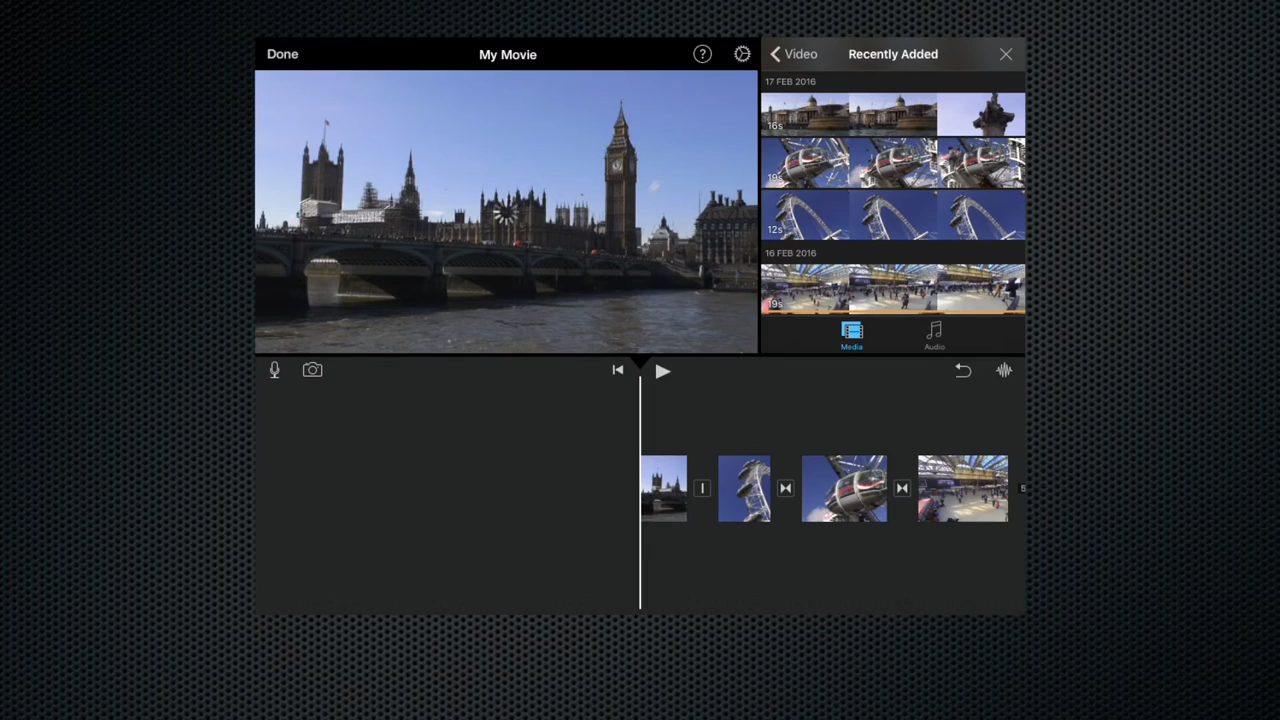 Done
My Movie
?
Video
Recently Added
17 FEB 2016
16s
19s
12s
16 FEB 2016
19s
Media
Audio